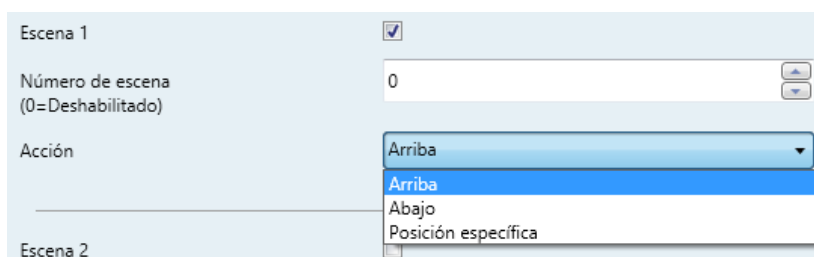 Escena 1
Número de escena
(0=Deshabilitado)
0
Acción
Arriba
Arriba
Abajo
Posición específica
Escena 2